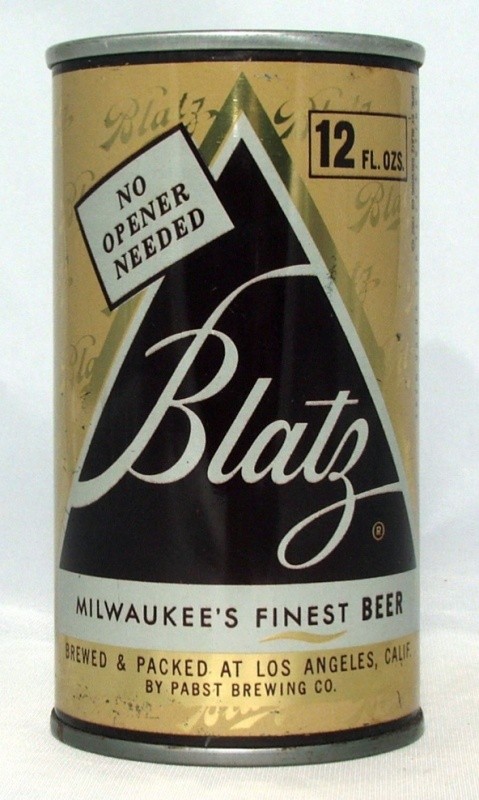 Blatz
12 FL. OZS.
NO
OPENER
NEEDED
Blatz
®
MILWAUKEE'S FINEST BEER
BREWED & PACKED AT LOS ANGELES, CALIF.
BY PABST BREWING CO.